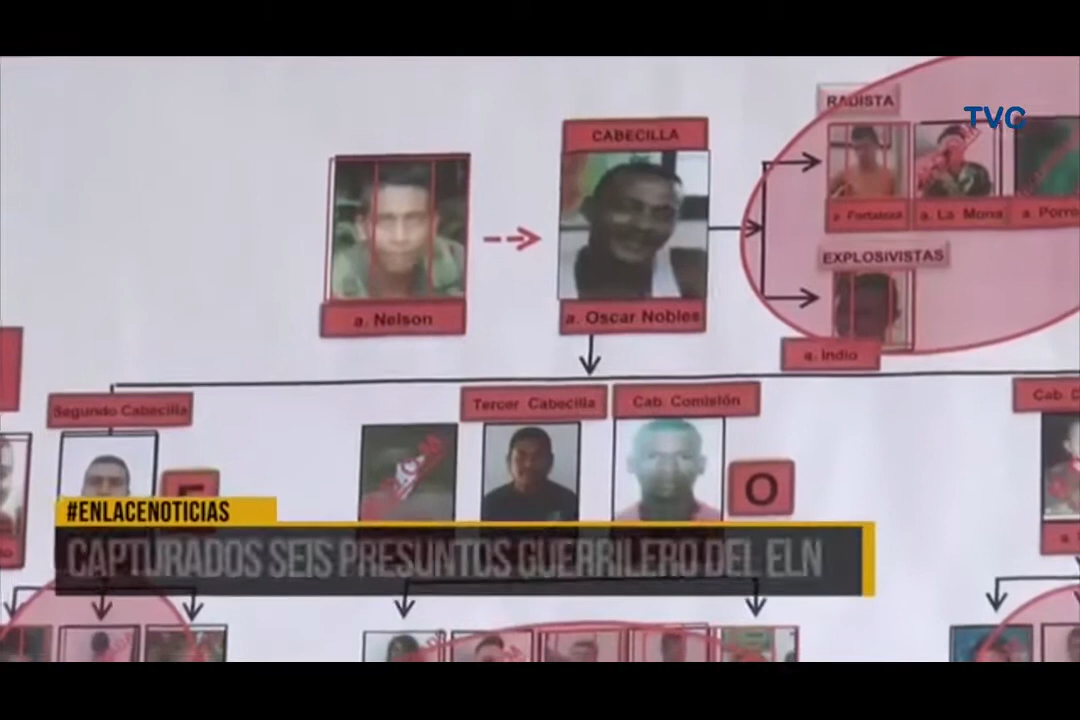 RADISTA
TVC
CABECILLA
a. Fortaleza
a. La Mona
a. Porro
EXPLOSIVISTAS
a. Nelson
a. Oscar Nobles
a. Indio
Segundo Cabecilla
Tercer Cabecilla
Cab. Comisión
Cab. D
E
O
#ENLACENOTICIAS
CAPTURADOS SEIS PRESUNTOS GUERRILERO DEL ELN